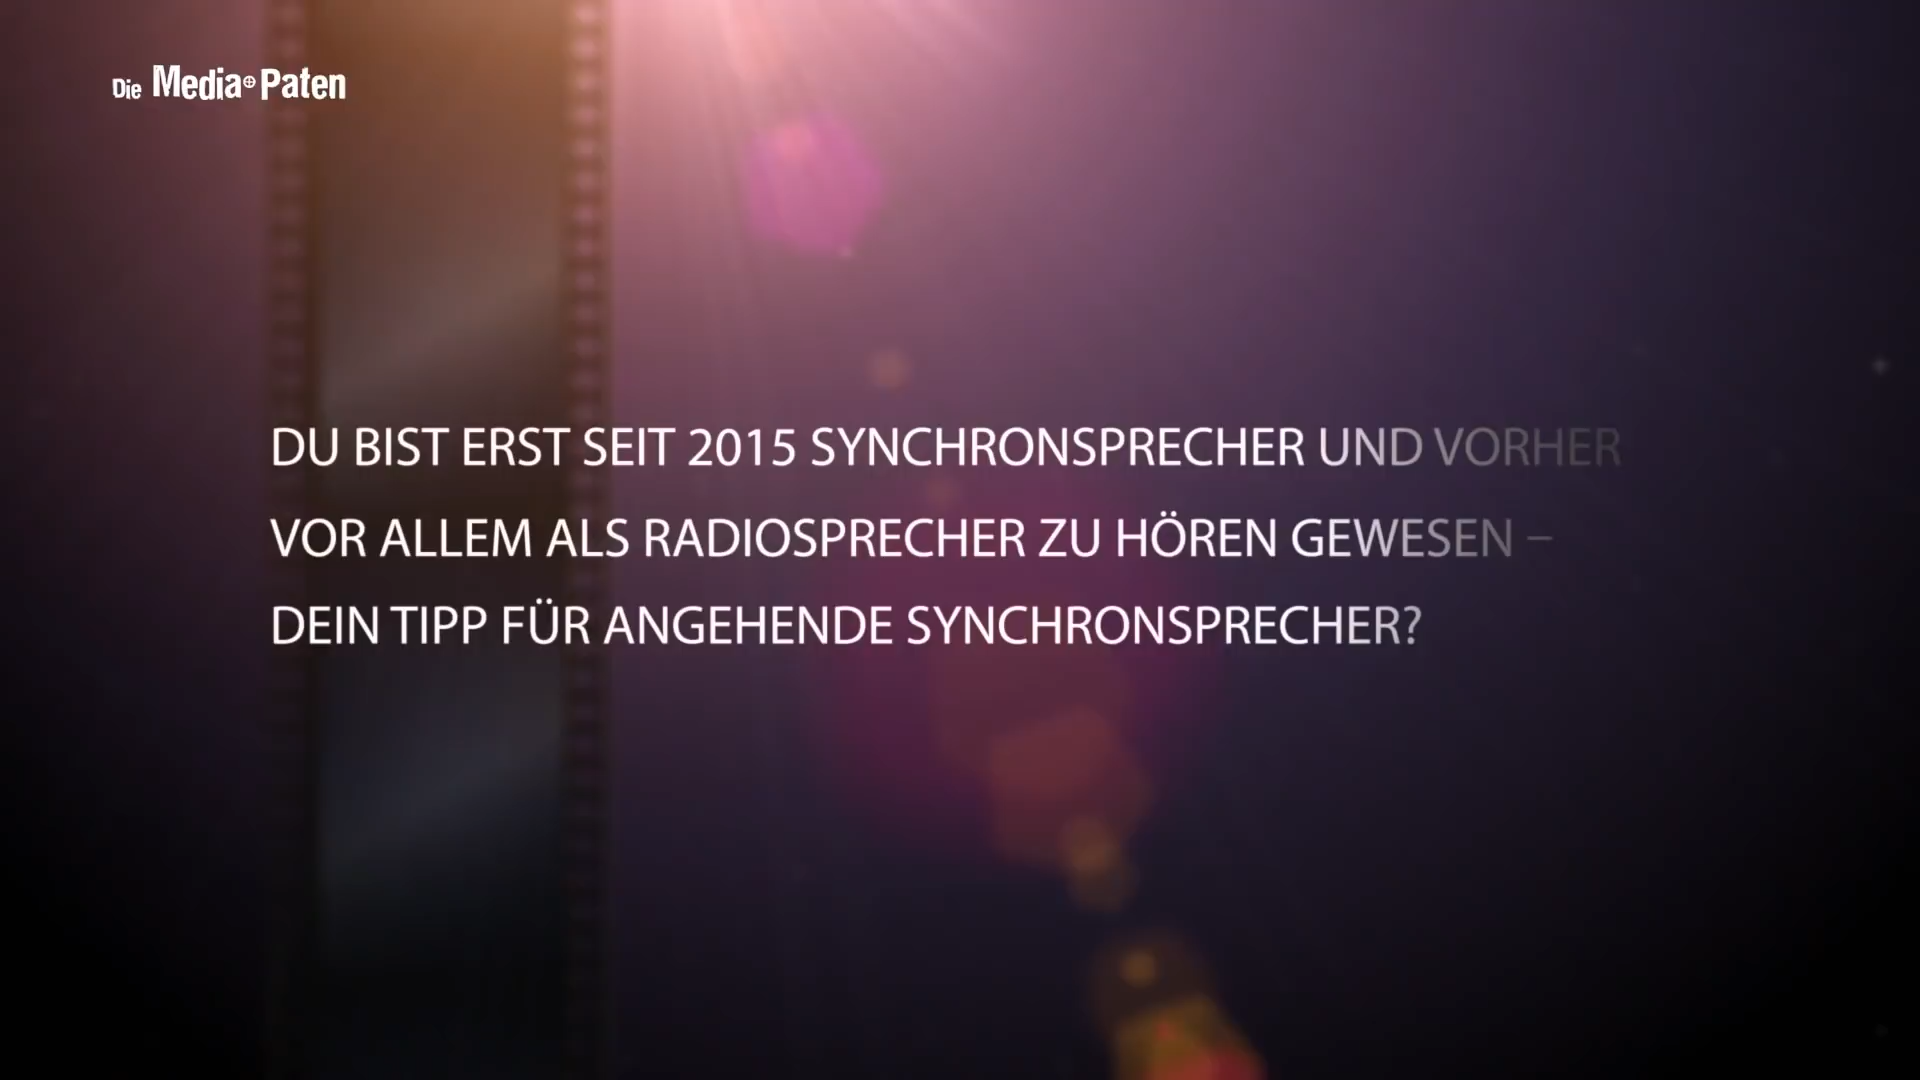 Die Media Paten
DU BIST ERST SEIT 2015 SYNCHRONSPRECHER UND VORHER
VOR ALLEM ALS RADIOSPRECHER ZU HÖREN GEWESEN –
DEIN TIPP FÜR ANGEHENDE SYNCHRONSPRECHER?